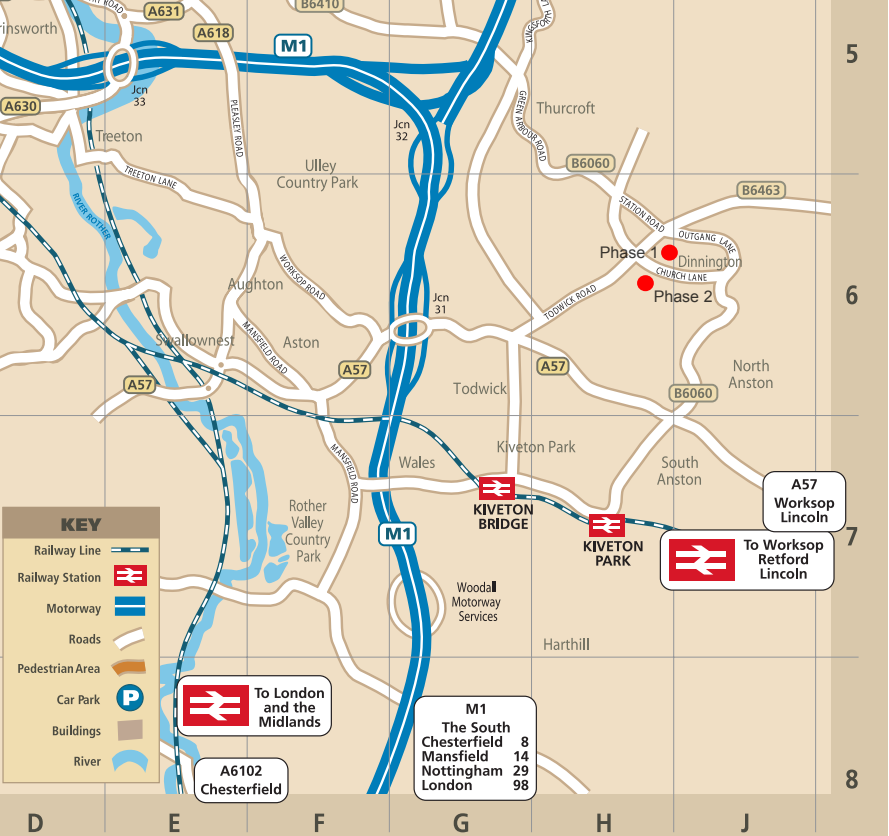 RY ROAD
A631
B6410
rinsworth
A618
M1
KINGSFORTH LA
5
Jcn
33
A630
PLEASLEY ROAD
Jcn
32
GREEN ARBOUR ROAD
Thurcroft
Treeton
TREETON LANE
Ulley
Country Park
B6060
B6463
RIVER ROTHER
STATION ROAD
OUTGANG LANE
Phase 1
Dinnington
CHURCH LANE
WORKSOP ROAD
Aughton
Jcn
31
TODWICK ROAD
Phase 2
6
Swallownest
MANSFIELD ROAD
Aston
A57
A57
A57
North
Anston
Todwick
B6060
MANSFIELD ROAD
Kiveton Park
Wales
South
Anston
A57
Worksop
Lincoln
KIVETON
BRIDGE
KIVETON
PARK
7
To Worksop
Retford
Lincoln
Rother
Valley
Country
Park
M1
Woodall
Motorway
Services
Harthill
KEY
Railway Line
Railway Station
Motorway
Roads
Pedestrian Area
Car Park
P
Buildings
River
To London
and the
Midlands
A6102
Chesterfield
M1
The South
Chesterfield 8
Mansfield 14
Nottingham 29
London 98
8
D E F G H J